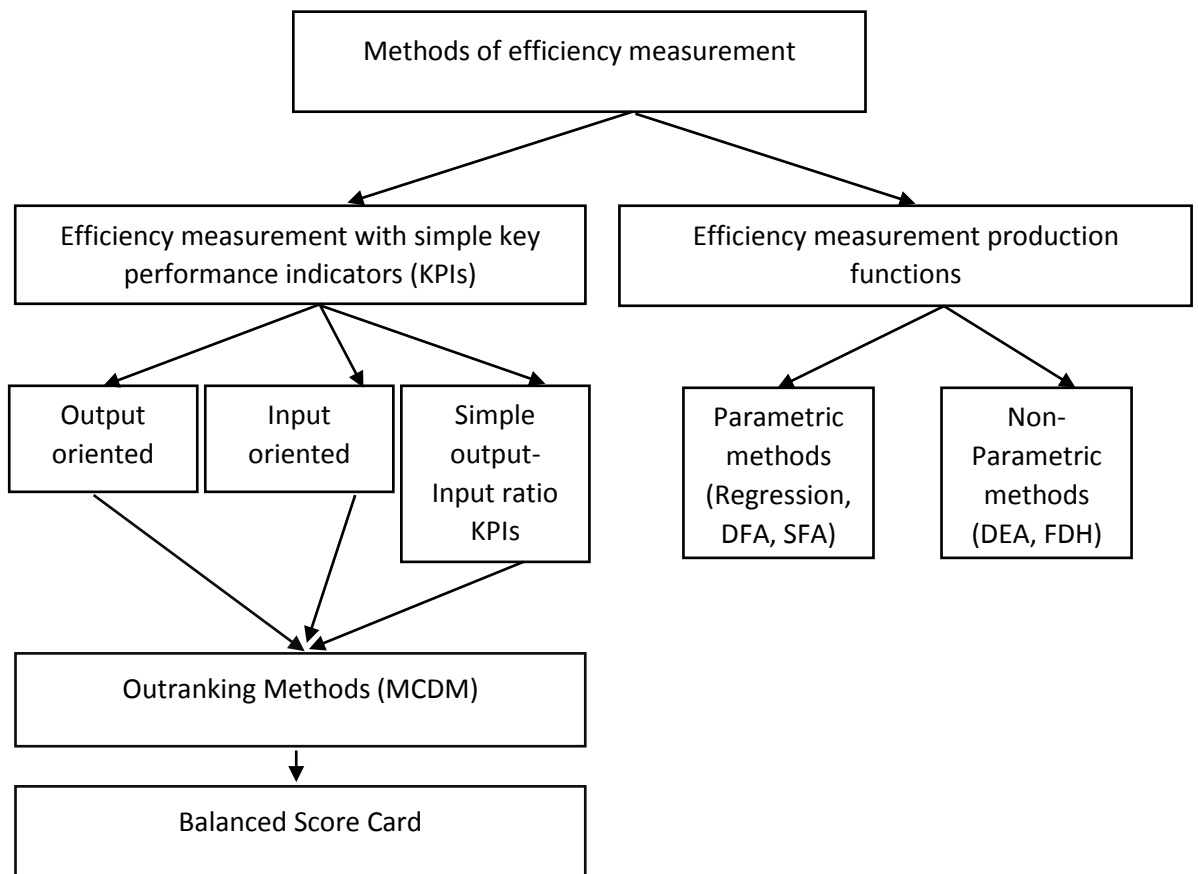 Methods of efficiency measurement
Efficiency measurement with simple key
performance indicators (KPIs)
Efficiency measurement production
functions
Output
oriented
Input
oriented
Simple
output-
Input ratio
KPIs
Parametric
methods
(Regression,
DFA, SFA)
Non-
Parametric
methods
(DEA, FDH)
Outranking Methods (MCDM)
Balanced Score Card